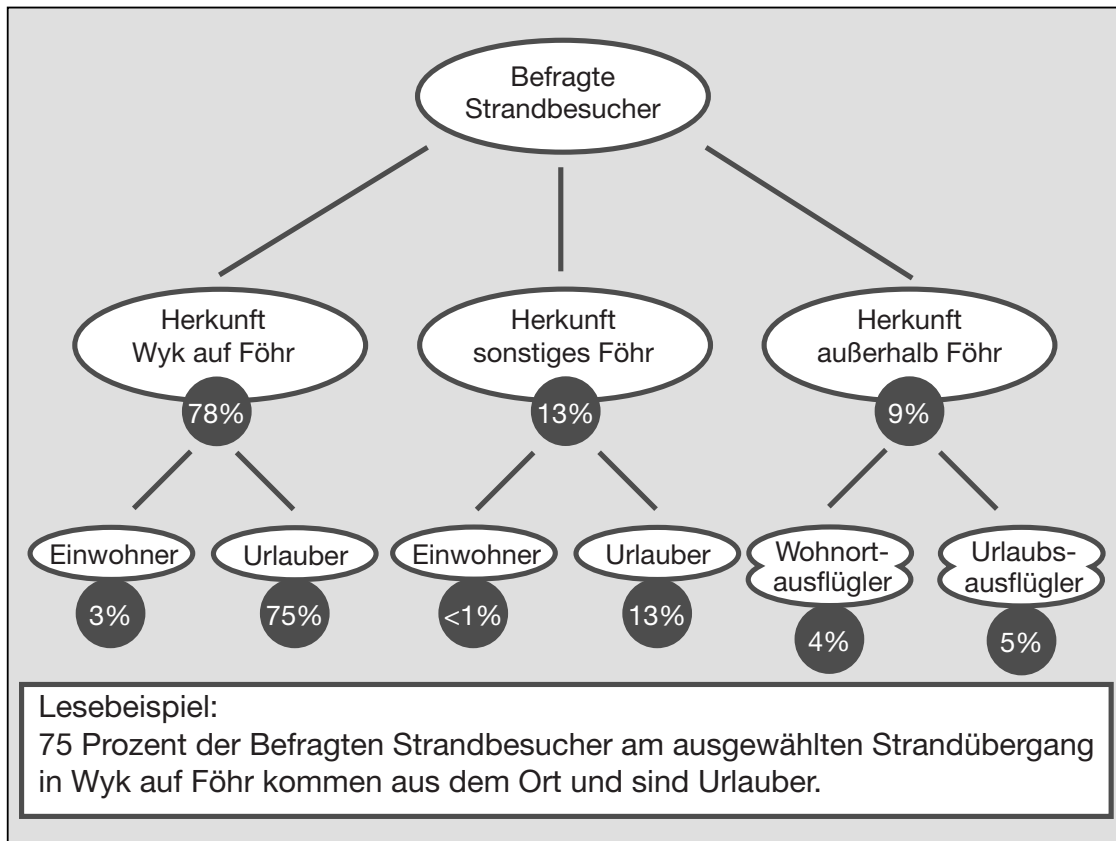 Befragte
Strandbesucher
Herkunft
Wyk auf Föhr
78%
Herkunft
sonstiges Föhr
13%
Herkunft
außerhalb Föhr
9%
Einwohner
3%
Urlauber
75%
Einwohner
<1%
Urlauber
13%
Wohnort-
ausflügler
4%
Urlaubs-
ausflügler
5%
Lesebeispiel:
75 Prozent der Befragten Strandbesucher am ausgewählten Strandübergang
in Wyk auf Föhr kommen aus dem Ort und sind Urlauber.